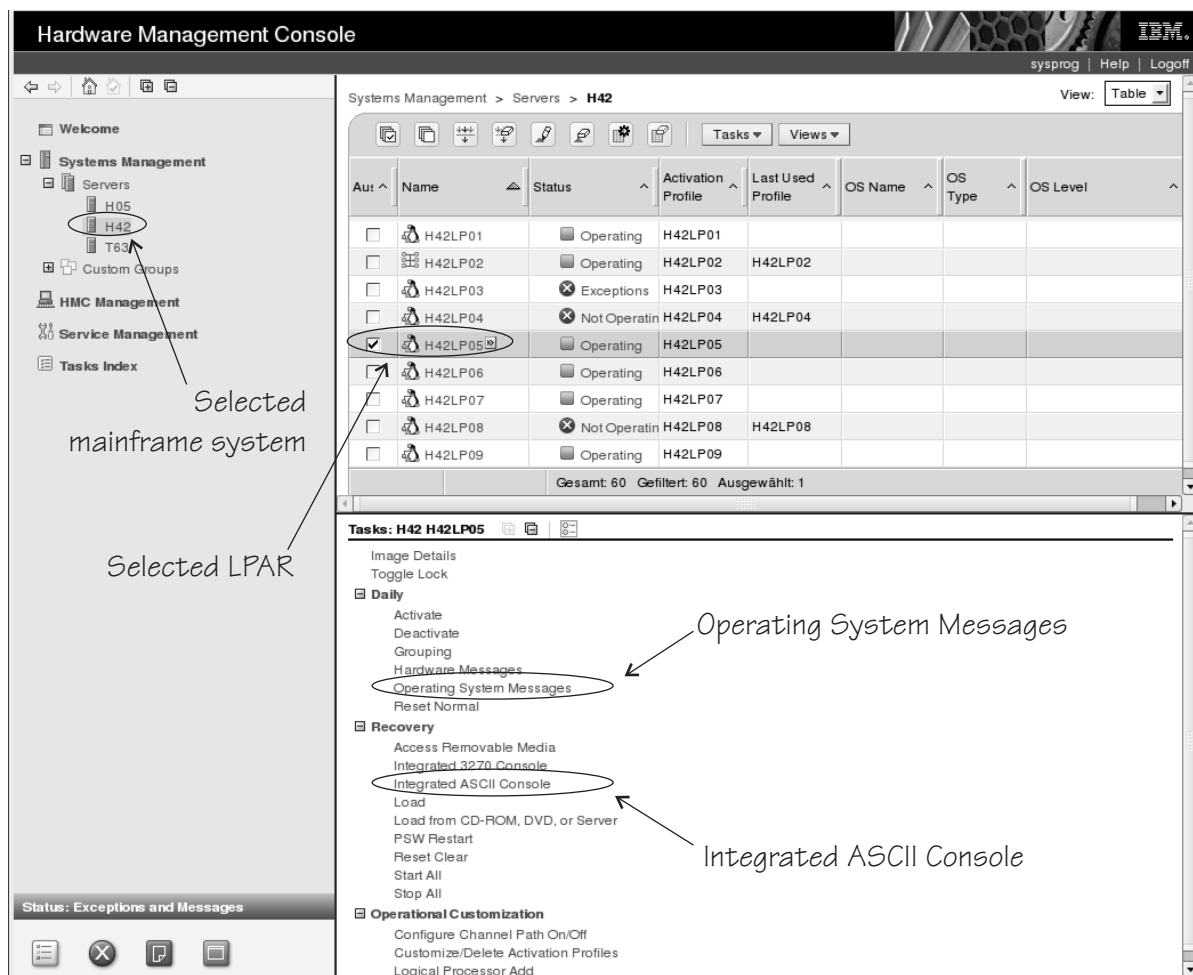 Hardware Management Console
IBM.
sysprog | Help | Logoff
Welcome
Systems Management
Servers
H05
H42
T63
Custom Groups
HMC Management
Service Management
Tasks Index
Selected
mainframe system
Selected LPAR
Status: Exceptions and Messages
Systems Management > Servers > H42
View: Table
Tasks Views
Aus Name Status Activation Profile Last Used Profile OS Name OS Type OS Level
H42LP01 Operating H42LP01
H42LP02 Operating H42LP02 H42LP02
H42LP03 Exceptions H42LP03
H42LP04 Not Operatin H42LP04 H42LP04
H42LP05 Operating H42LP05
H42LP06 Operating H42LP06
H42LP07 Operating H42LP07
H42LP08 Not Operatin H42LP08 H42LP08
H42LP09 Operating H42LP09
Gesamt: 60 Gefiltert: 60 Ausgewählt: 1
Tasks: H42 H42LP05
Image Details
Toggle Lock
Daily
Activate
Deactivate
Grouping
Hardware Messages
Operating System Messages
Reset Normal
Recovery
Access Removable Media
Integrated 3270 Console
Integrated ASCII Console
Load
Load from CD-ROM, DVD, or Server
PSW Restart
Reset Clear
Start All
Stop All
Operational Customization
Configure Channel Path On/Off
Customize/Delete Activation Profiles
Logical Processor Add
Operating System Messages
Integrated ASCII Console